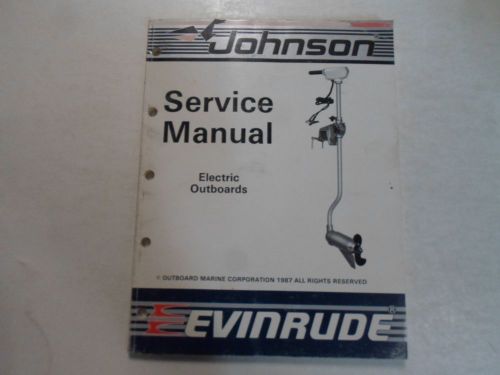 Johnson
Service
Manual
Electric
Outboards
© OUTBOARD MARINE CORPORATION 1987 ALL RIGHTS RESERVED
EVINRUDE®